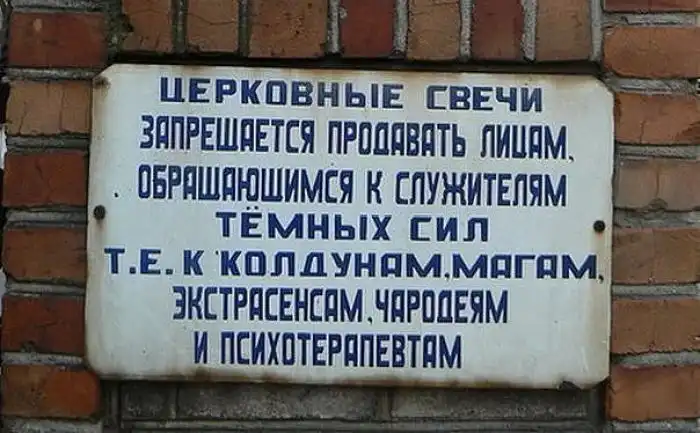 ЦЕРКОВНЫЕ СВЕЧИ
ЗАПРЕЩАЕТСЯ ПРОДАВАТЬ ЛИЦАМ,
ОБРАЩАЮЩИМСЯ К СЛУЖИТЕЛЯМ
ТЁМНЫХ СИЛ
Т.Е. К КОЛДУНАМ, МАГАМ,
ЭКСТРАСЕНСАМ, ЧАРОДЕЯМ
И ПСИХОТЕРАПЕВТАМ